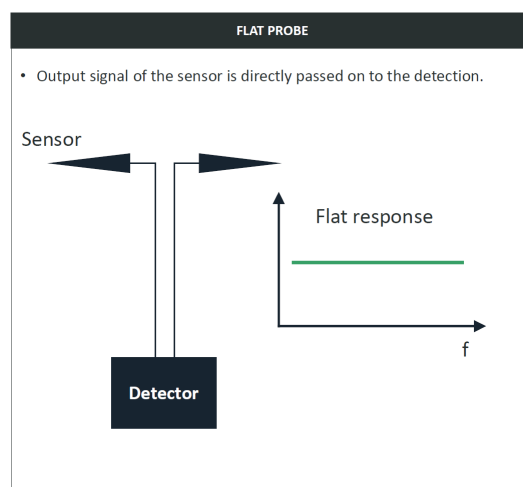 FLAT PROBE
• Output signal of the sensor is directly passed on to the detection.
Sensor
Flat response
f
Detector